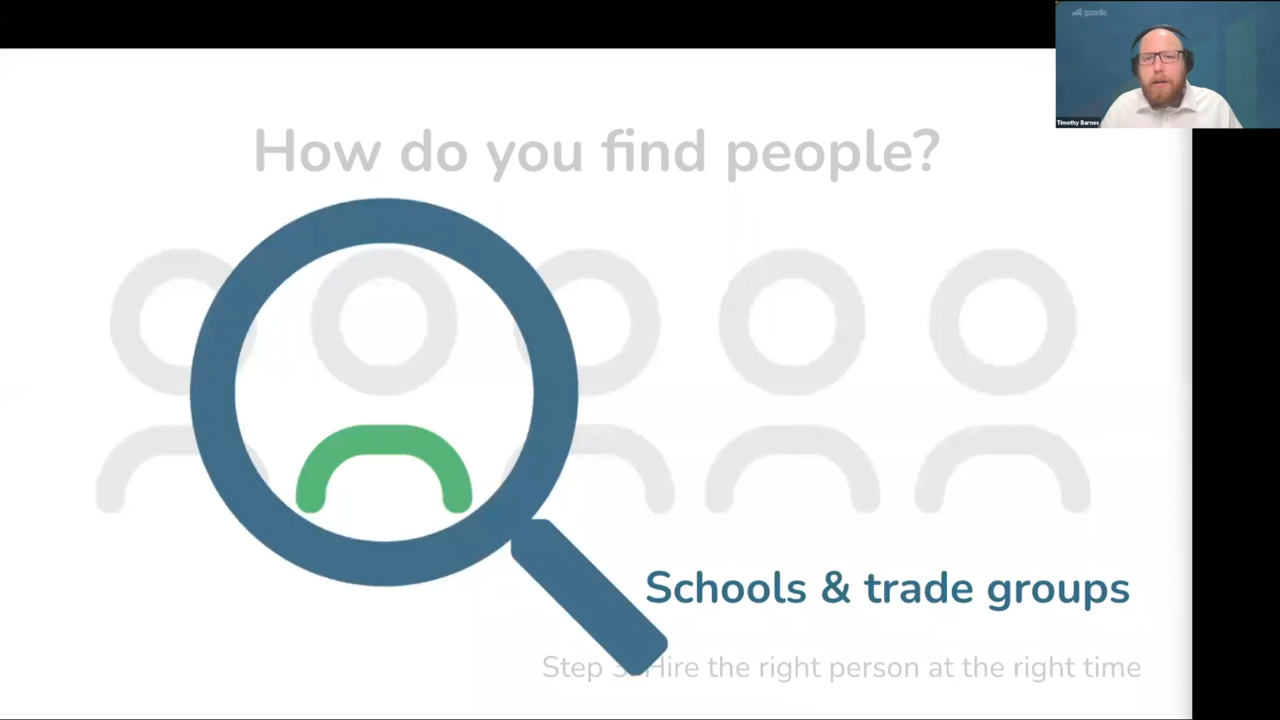 gazelle
Timothy Barnes
How do you find people?
Schools & trade groups
Step 3: Hire the right person at the right time